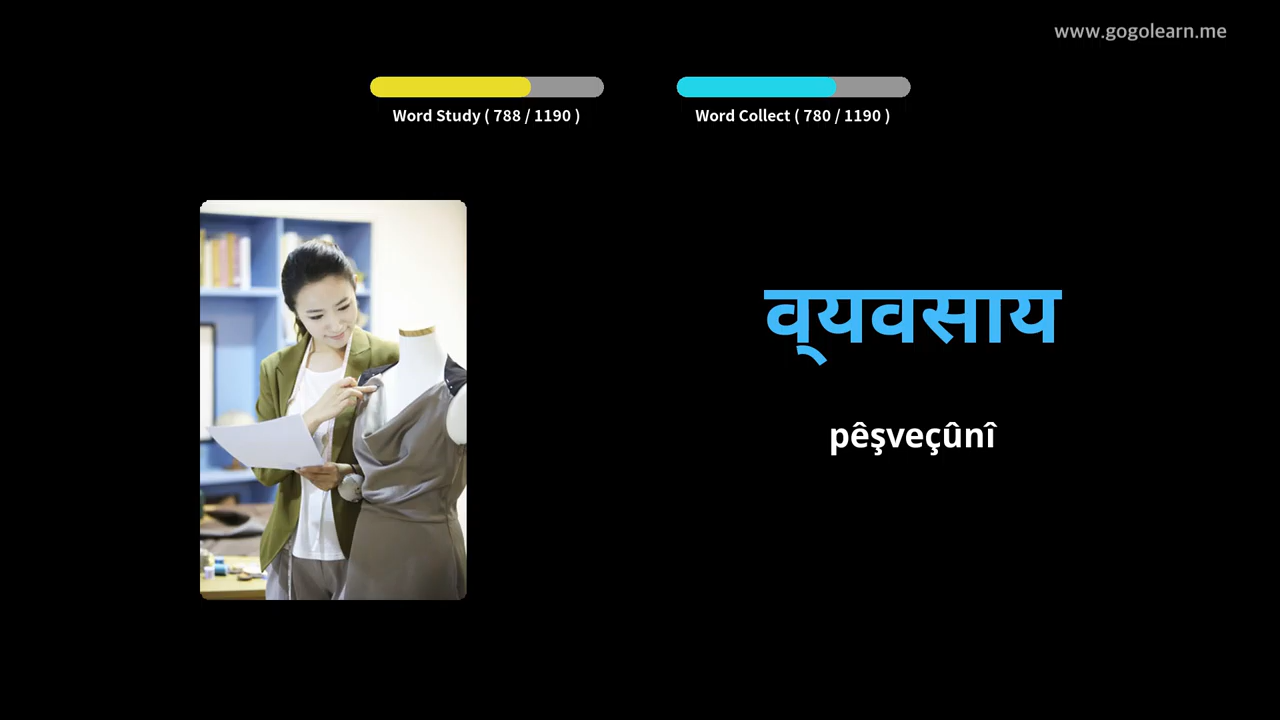 www.gogolearn.me
Word Study ( 788 / 1190 )
Word Collect ( 780 / 1190 )
व्‌यवसाय
pêşveçûnî